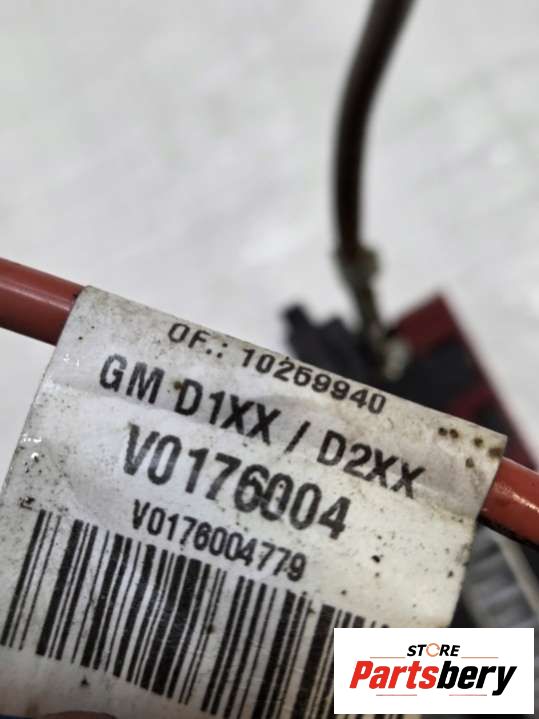 OF.: 10259940
GM D1XX / D2XX
V0176004
V0176004779
STORE
Partsbery